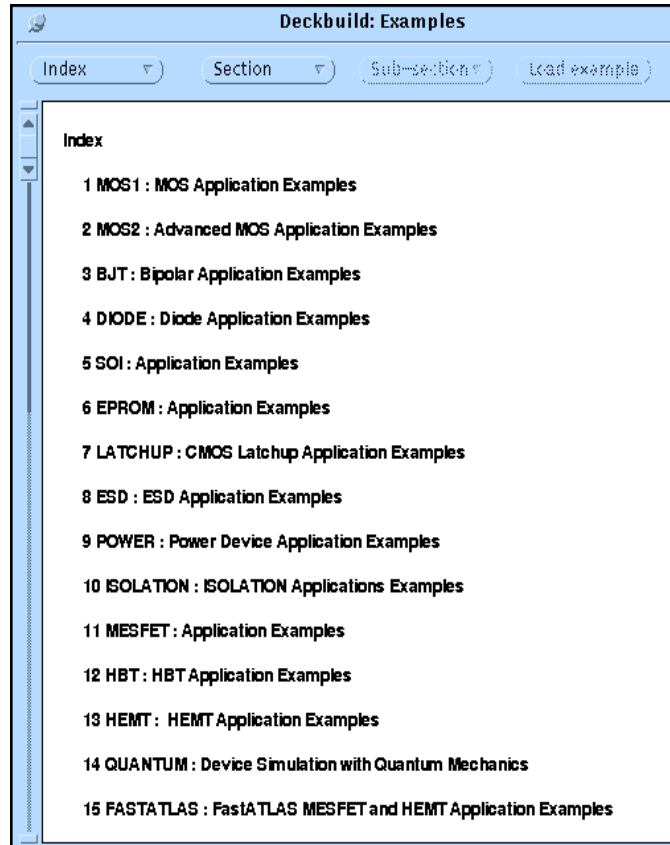 Deckbuild: Examples
Index Section Sub-section Load example
Index
1 MOS1 : MOS Application Examples
2 MOS2 : Advanced MOS Application Examples
3 BJT : Bipolar Application Examples
4 DIODE : Diode Application Examples
5 SOI : Application Examples
6 EPROM : Application Examples
7 LATCHUP : CMOS Latchup Application Examples
8 ESD : ESD Application Examples
9 POWER : Power Device Application Examples
10 ISOLATION : ISOLATION Applications Examples
11 MESFET : Application Examples
12 HBT : HBT Application Examples
13 HEMT : HEMT Application Examples
14 QUANTUM : Device Simulation with Quantum Mechanics
15 FASTATLAS : FastATLAS MESFET and HEMT Application Examples